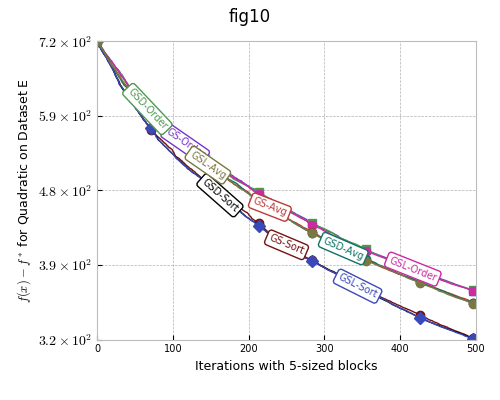 fig10
7.2 × 10²
5.9 × 10²
4.8 × 10²
3.9 × 10²
3.2 × 10²
f(x) − f* for Quadratic on Dataset E
GSD-Order
GS-Order
GSL-Avg
GSD-Sort
GS-Avg
GS-Sort
GSD-Avg
GSL-Order
GSL-Sort
0 100 200 300 400 500
Iterations with 5-sized blocks